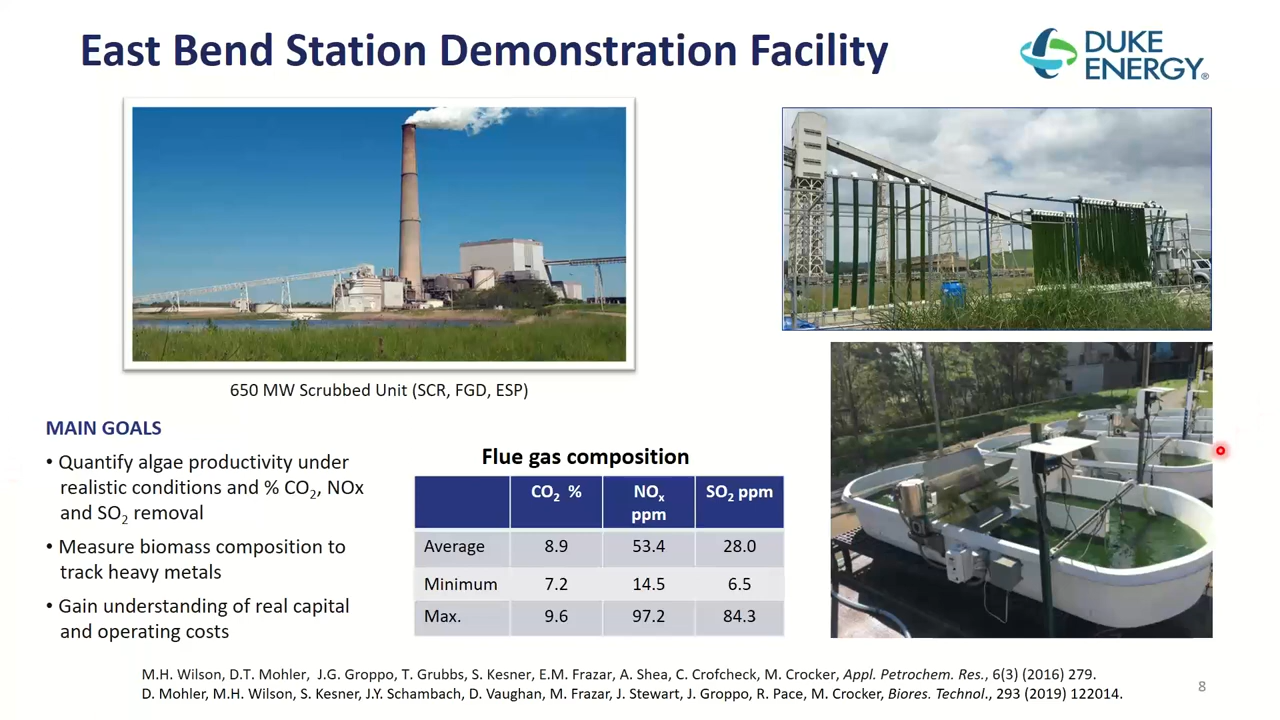 East Bend Station Demonstration Facility
DUKE
ENERGY®
650 MW Scrubbed Unit (SCR, FGD, ESP)
MAIN GOALS
• Quantify algae productivity under
realistic conditions and % CO₂, NOx
and SO₂ removal
• Measure biomass composition to
track heavy metals
• Gain understanding of real capital
and operating costs
Flue gas composition
CO₂ % NOₓ SO₂ ppm
ppm
Average 8.9 53.4 28.0
Minimum 7.2 14.5 6.5
Max. 9.6 97.2 84.3
M.H. Wilson, D.T. Mohler, J.G. Groppo, T. Grubbs, S. Kesner, E.M. Frazar, A. Shea, C. Crofcheck, M. Crocker, Appl. Petrochem. Res., 6(3) (2016) 279.
D. Mohler, M.H. Wilson, S. Kesner, J.Y. Schambach, D. Vaughan, M. Frazar, J. Stewart, J. Groppo, R. Pace, M. Crocker, Biores. Technol., 293 (2019) 122014.
8